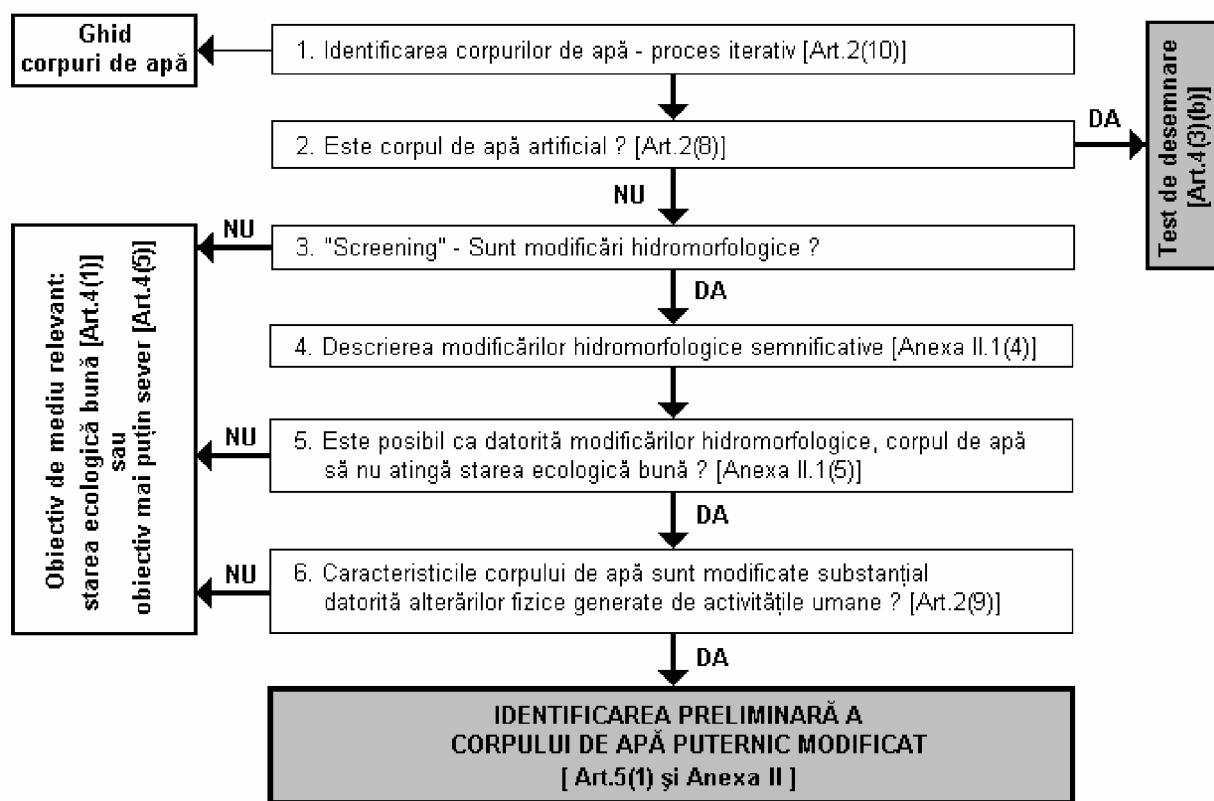 Ghid
corpuri de apă
1. Identificarea corpurilor de apă - proces iterativ [Art.2(10)]
2. Este corpul de apă artificial ? [Art.2(8)]
DA
Test de desemnare
[Art.4(3)(b)]
NU
3. "Screening" - Sunt modificări hidromorfologice ?
NU
DA
4. Descrierea modificărilor hidromorfologice semnificative [Anexa II.1(4)]
Obiectiv de mediu relevant:
starea ecologică bună [Art.4(1)]
sau
obiectiv mai puțin sever [Art.4(5)]
NU
5. Este posibil ca datorită modificărilor hidromorfologice, corpul de apă
să nu atingă starea ecologică bună ? [Anexa II.1(5)]
DA
NU
6. Caracteristicile corpului de apă sunt modificate substanțial
datorită alterărilor fizice generate de activitățile umane ? [Art.2(9)]
DA
IDENTIFICAREA PRELIMINARĂ A
CORPULUI DE APĂ PUTERNIC MODIFICAT
[ Art.5(1) şi Anexa II ]